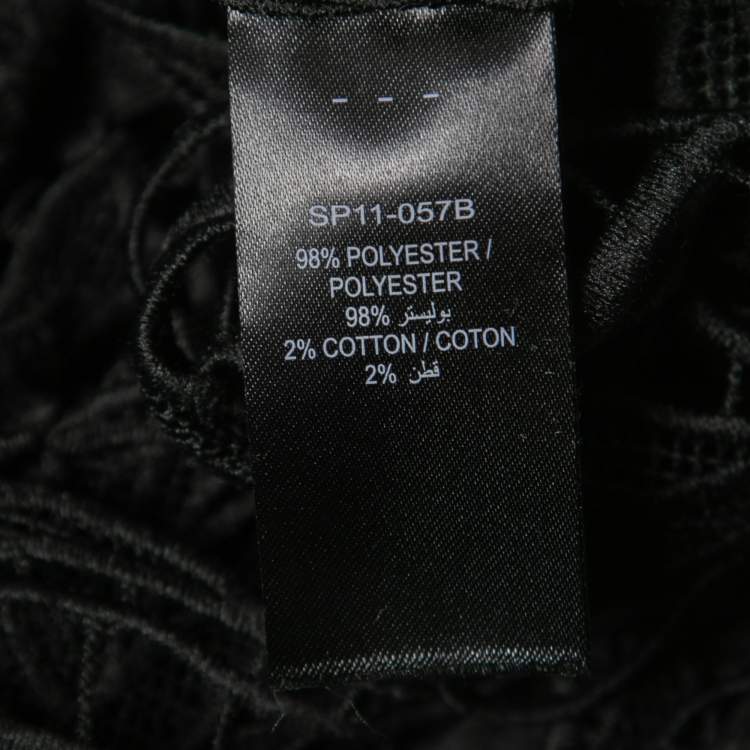 - - -
SP11-057B
98% POLYESTER /
POLYESTER
98% بوليستر
2% COTTON / COTON
2% قطن